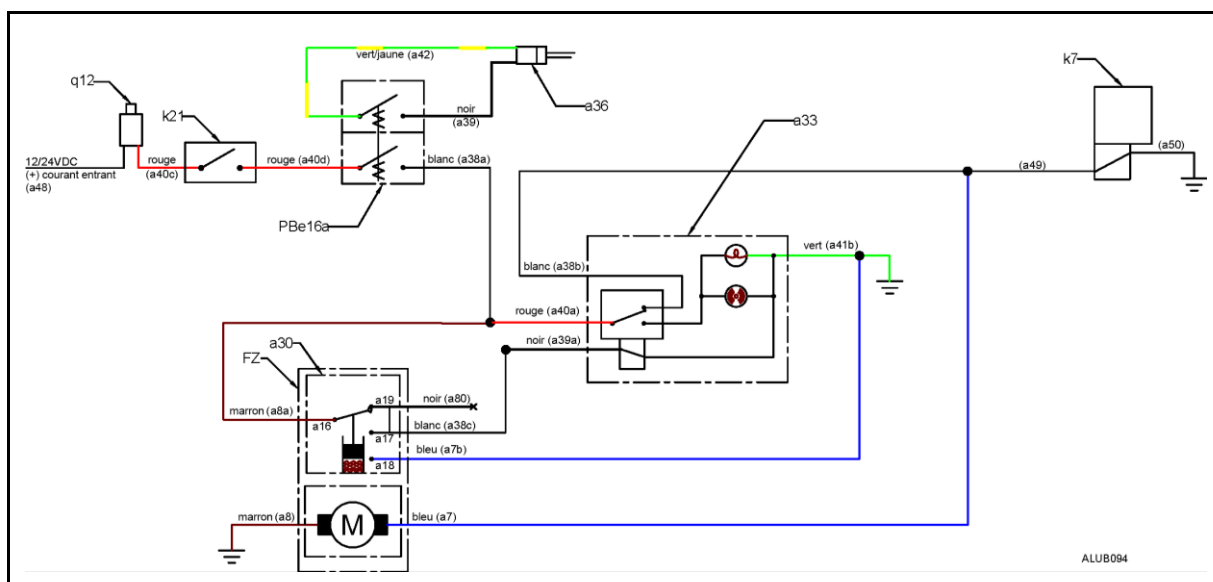 vert/jaune (a42)
k7
q12
a36
k21
noir
(a39)
a33
12/24VDC
(+) courant entrant
(a48)
rouge
(a40c)
rouge (a40d)
blanc (a38a)
(a49)
(a50)
PBe16a
vert (a41b)
blanc (a38b)
rouge (a40a)
a30
noir (a39a)
FZ
a19
noir (a80)
marron (a8a)
a16
a17
blanc (a38c)
bleu (a7b)
a18
marron (a8)
M
bleu (a7)
ALUB094